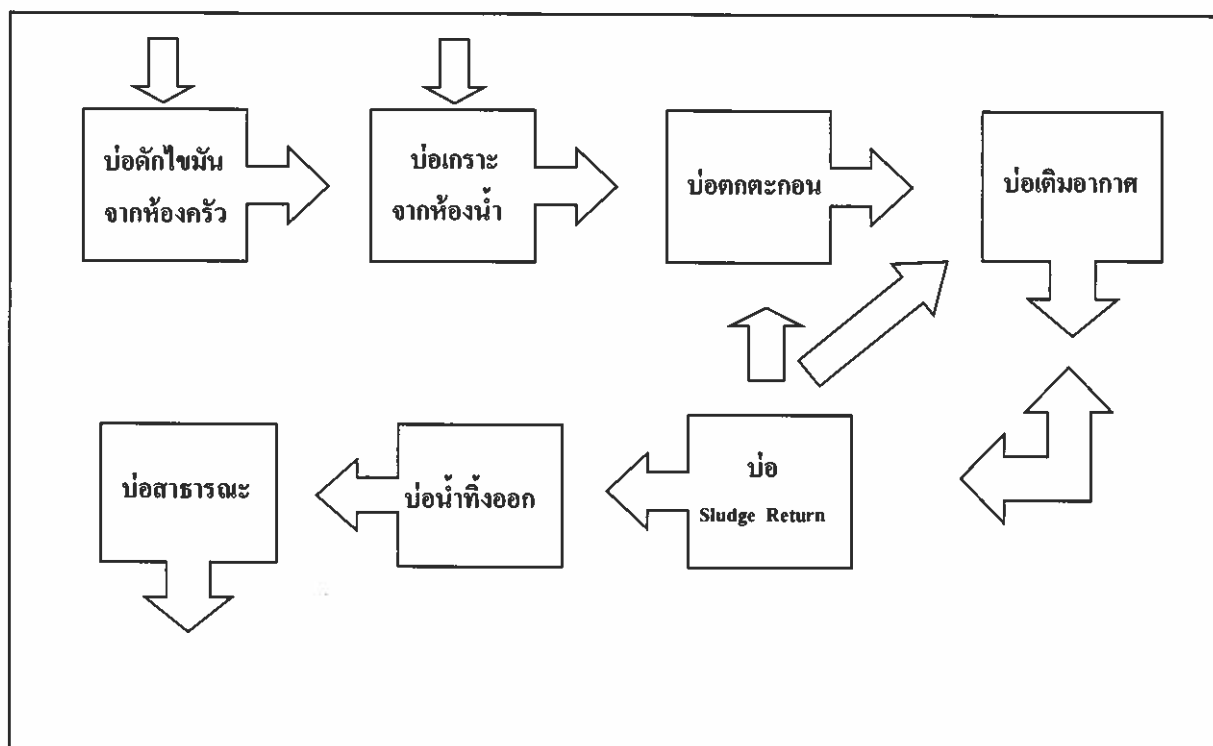 บ่อดักไขมัน
จากห้องครัว
บ่อเกราะ
จากห้องน้ำ
บ่อตกตะกอน
บ่อเติมอากาศ
บ่อสาธารณะ
บ่อน้ำทิ้งออก
บ่อ
Sludge Return